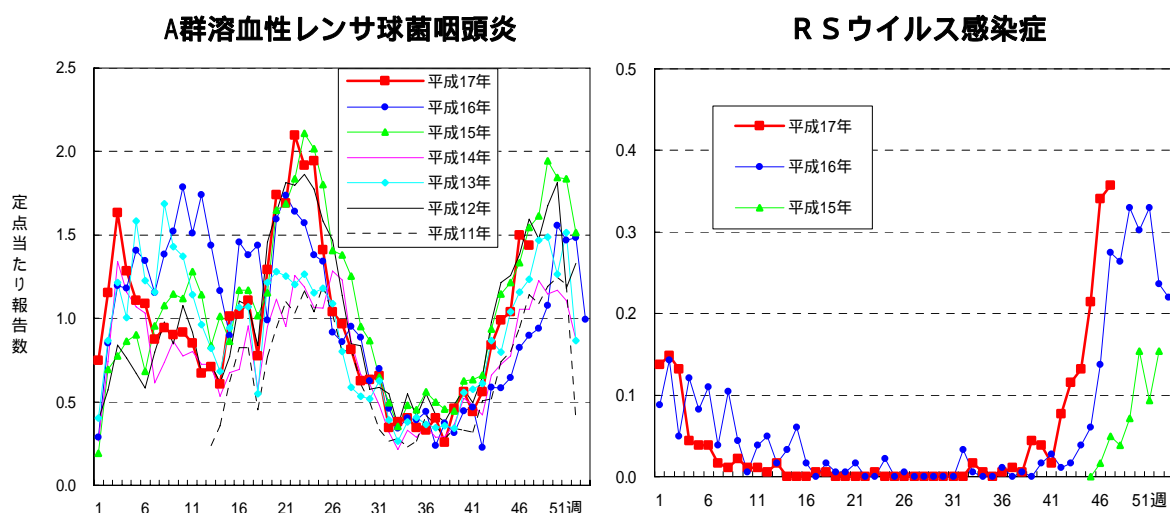 A群溶血性レンサ球菌咽頭炎
定点当たり報告数
2.5
2.0
1.5
1.0
0.5
0.0
平成17年
平成16年
平成15年
平成14年
平成13年
平成12年
平成11年
1 6 11 16 21 26 31 36 41 46 51週
ＲＳウイルス感染症
0.5
0.4
0.3
0.2
0.1
0.0
平成17年
平成16年
平成15年
1 6 11 16 21 26 31 36 41 46 51週